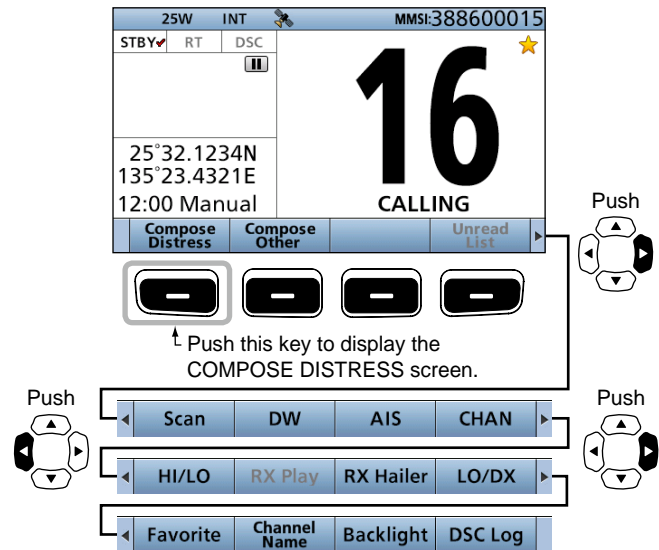 25W INT MMSI:388600015
STBY RT DSC
16
25°32.1234N
135°23.4321E
12:00 Manual
CALLING
Compose Distress
Compose Other
Unread List
Push
Push this key to display the
COMPOSE DISTRESS screen.
Push
Push
Scan DW AIS CHAN
HI/LO RX Play RX Hailer LO/DX
Favorite Channel Name Backlight DSC Log